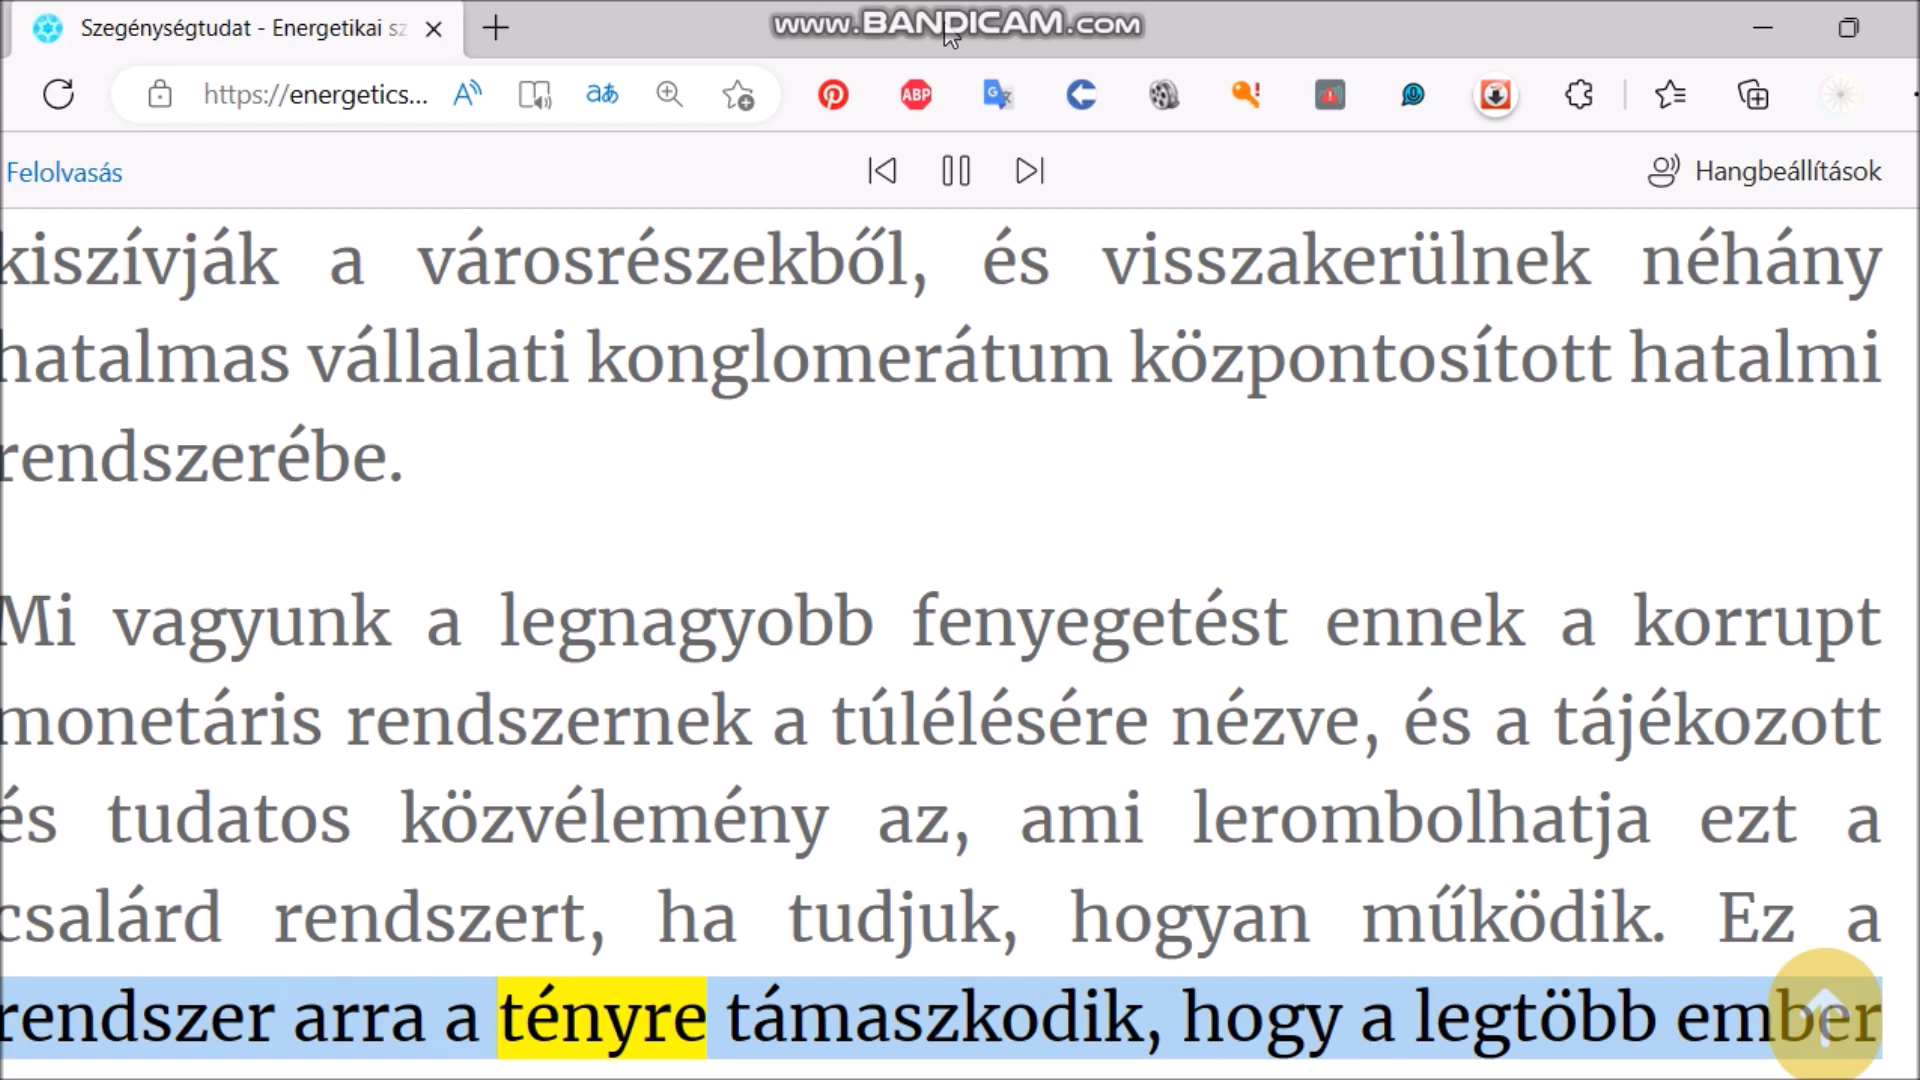 Szegénységtudat - Energetikai sz
www.BANDICAM.com
https://energetics...
Felolvasás
Hangbeállítások
kiszívják a városrészekből, és visszakerülnek néhány
hatalmas vállalati konglomerátum központosított hatalmi
rendszerébe.
Mi vagyunk a legnagyobb fenyegetést ennek a korrupt
monetáris rendszernek a túlélésére nézve, és a tájékozott
és tudatos közvélemény az, ami lerombolhatja ezt a
csalárd rendszert, ha tudjuk, hogyan működik. Ez a
rendszer arra a tényre támaszkodik, hogy a legtöbb ember